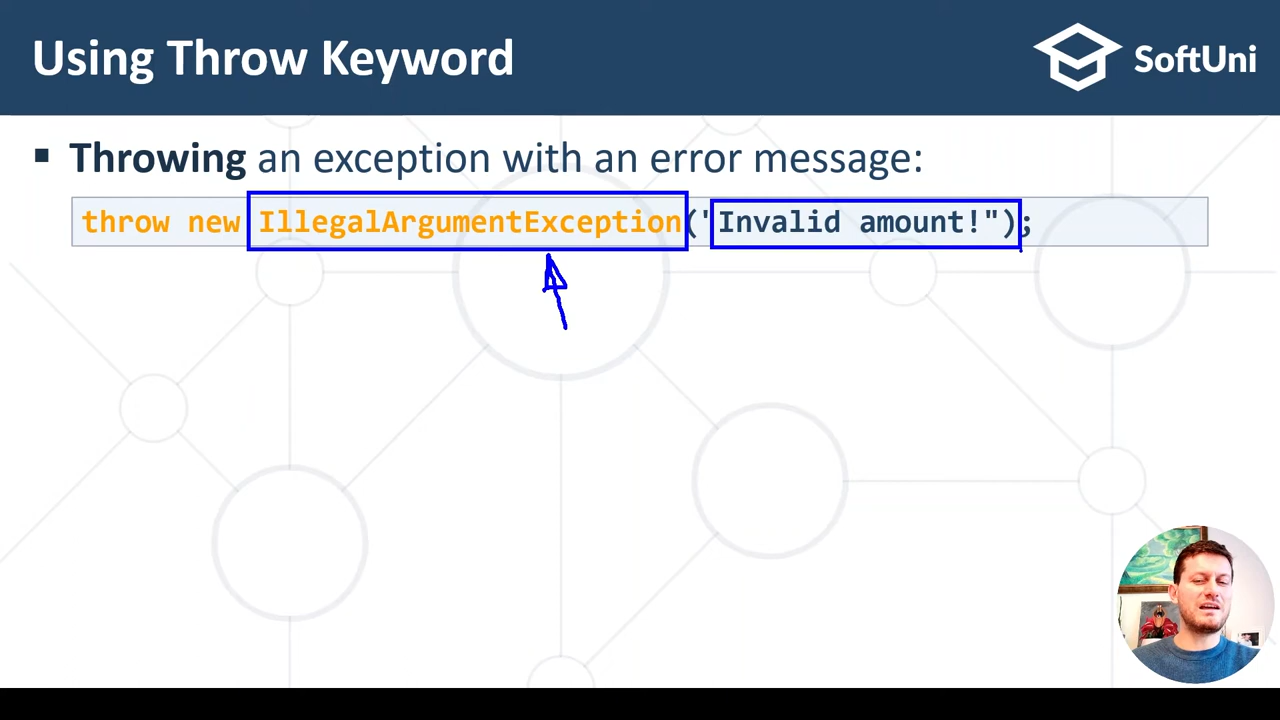 Using Throw Keyword
SoftUni
▪ Throwing an exception with an error message:
throw new IllegalArgumentException("Invalid amount!");